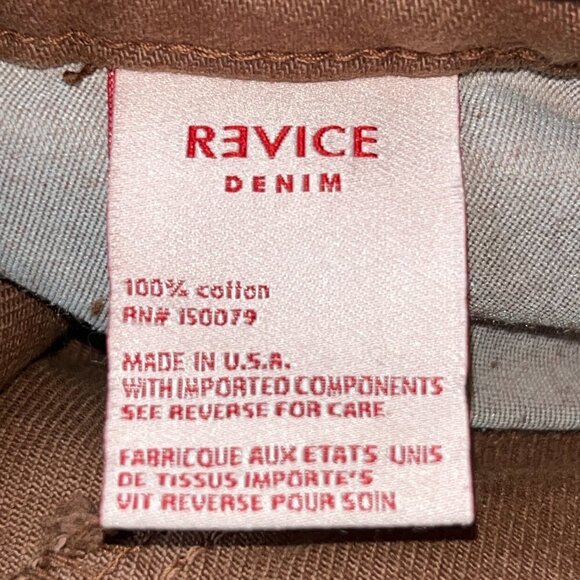 RƎVICE
DENIM
100% cotton
RN# 150079
MADE IN U.S.A.
WITH IMPORTED COMPONENTS
SEE REVERSE FOR CARE
FABRICQUE AUX ETATS UNIS
DE TISSUS IMPORTE'S
VIT REVERSE POUR SOIN